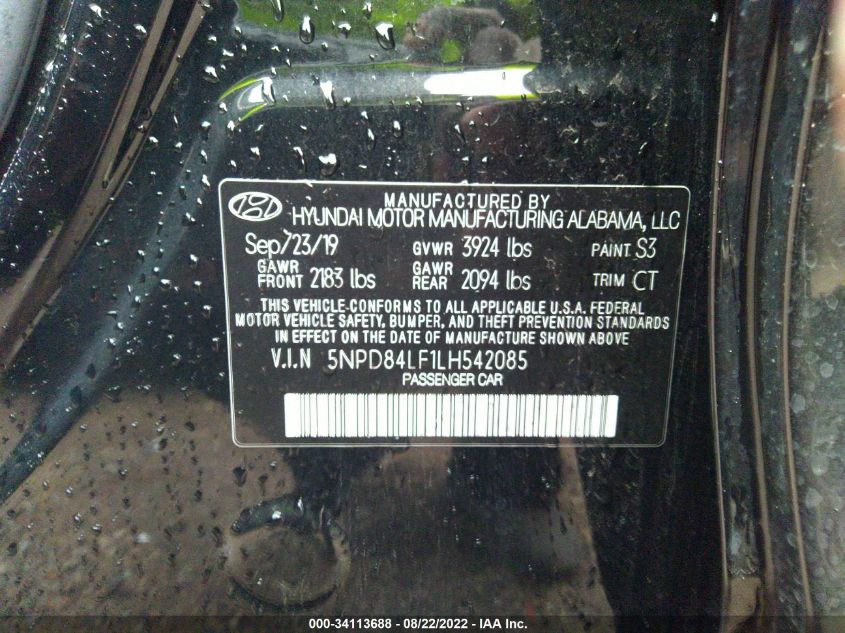 MANUFACTURED BY
HYUNDAI MOTOR MANUFACTURING ALABAMA, LLC
Sep/23/19 GVWR 3924 lbs PAINT S3
GAWR FRONT 2183 lbs GAWR REAR 2094 lbs TRIM CT
THIS VEHICLE CONFORMS TO ALL APPLICABLE U.S.A. FEDERAL
MOTOR VEHICLE SAFETY, BUMPER, AND THEFT PREVENTION STANDARDS
IN EFFECT ON THE DATE OF MANUFACTURE SHOWN ABOVE
V.I.N 5NPD84LF1LH542085
PASSENGER CAR
000-34113688 - 08/22/2022 - IAA Inc.